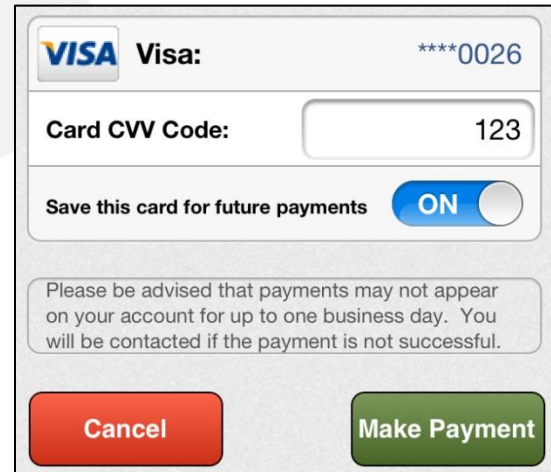 VISA Visa: ****0026
Card CVV Code: 123
Save this card for future payments ON
Please be advised that payments may not appear
on your account for up to one business day.  You
will be contacted if the payment is not successful.
Cancel Make Payment